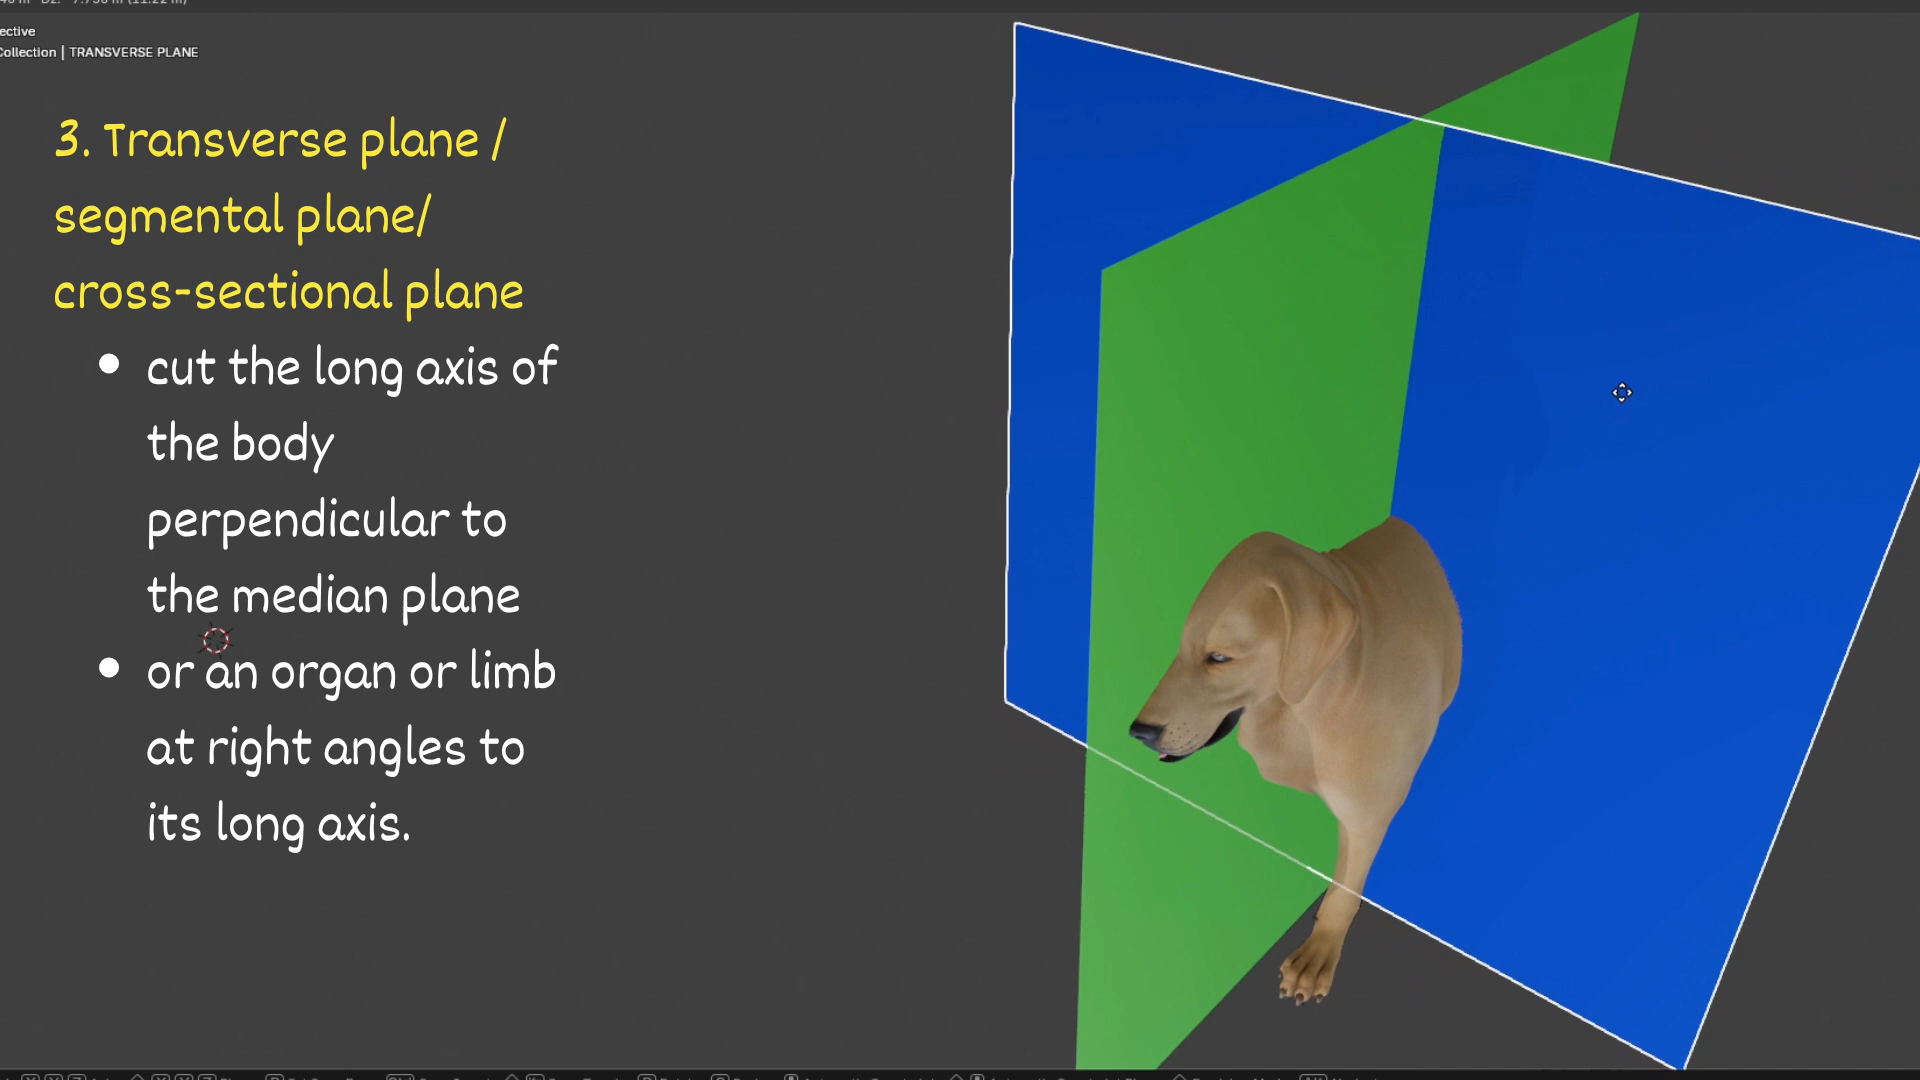 ective
Collection | TRANSVERSE PLANE
3. Transverse plane /
segmental plane/
cross-sectional plane
• cut the long axis of
the body
perpendicular to
the median plane
• or an organ or limb
at right angles to
its long axis.